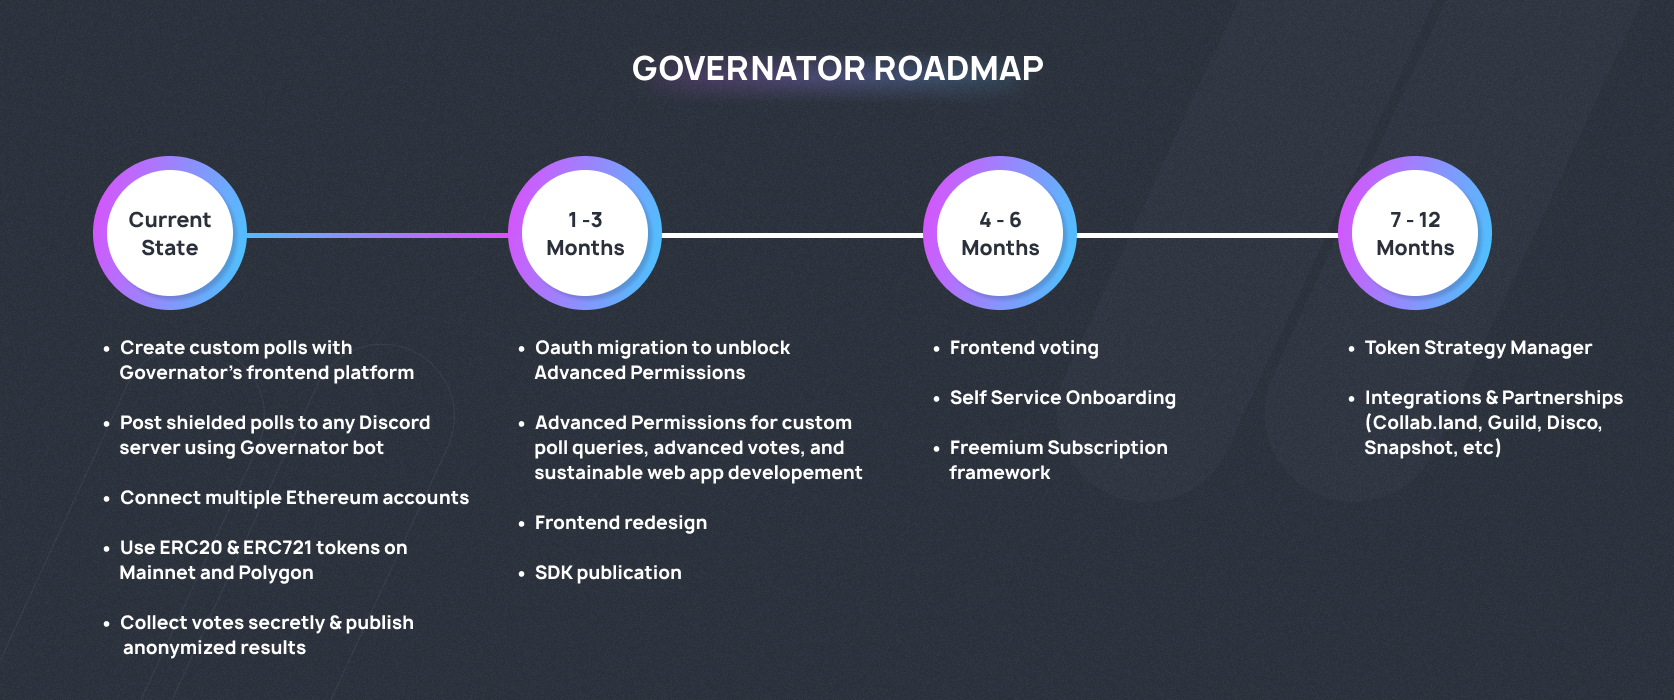 GOVERNATOR ROADMAP
Current
State
1 -3
Months
4 - 6
Months
7 - 12
Months
• Create custom polls with
Governator's frontend platform
• Post shielded polls to any Discord
server using Governator bot
• Connect multiple Ethereum accounts
• Use ERC20 & ERC721 tokens on
Mainnet and Polygon
• Collect votes secretly & publish
anonymized results
• Oauth migration to unblock
Advanced Permissions
• Advanced Permissions for custom
poll queries, advanced votes, and
sustainable web app developement
• Frontend redesign
• SDK publication
• Frontend voting
• Self Service Onboarding
• Freemium Subscription
framework
• Token Strategy Manager
• Integrations & Partnerships
(Collab.land, Guild, Disco,
Snapshot, etc)